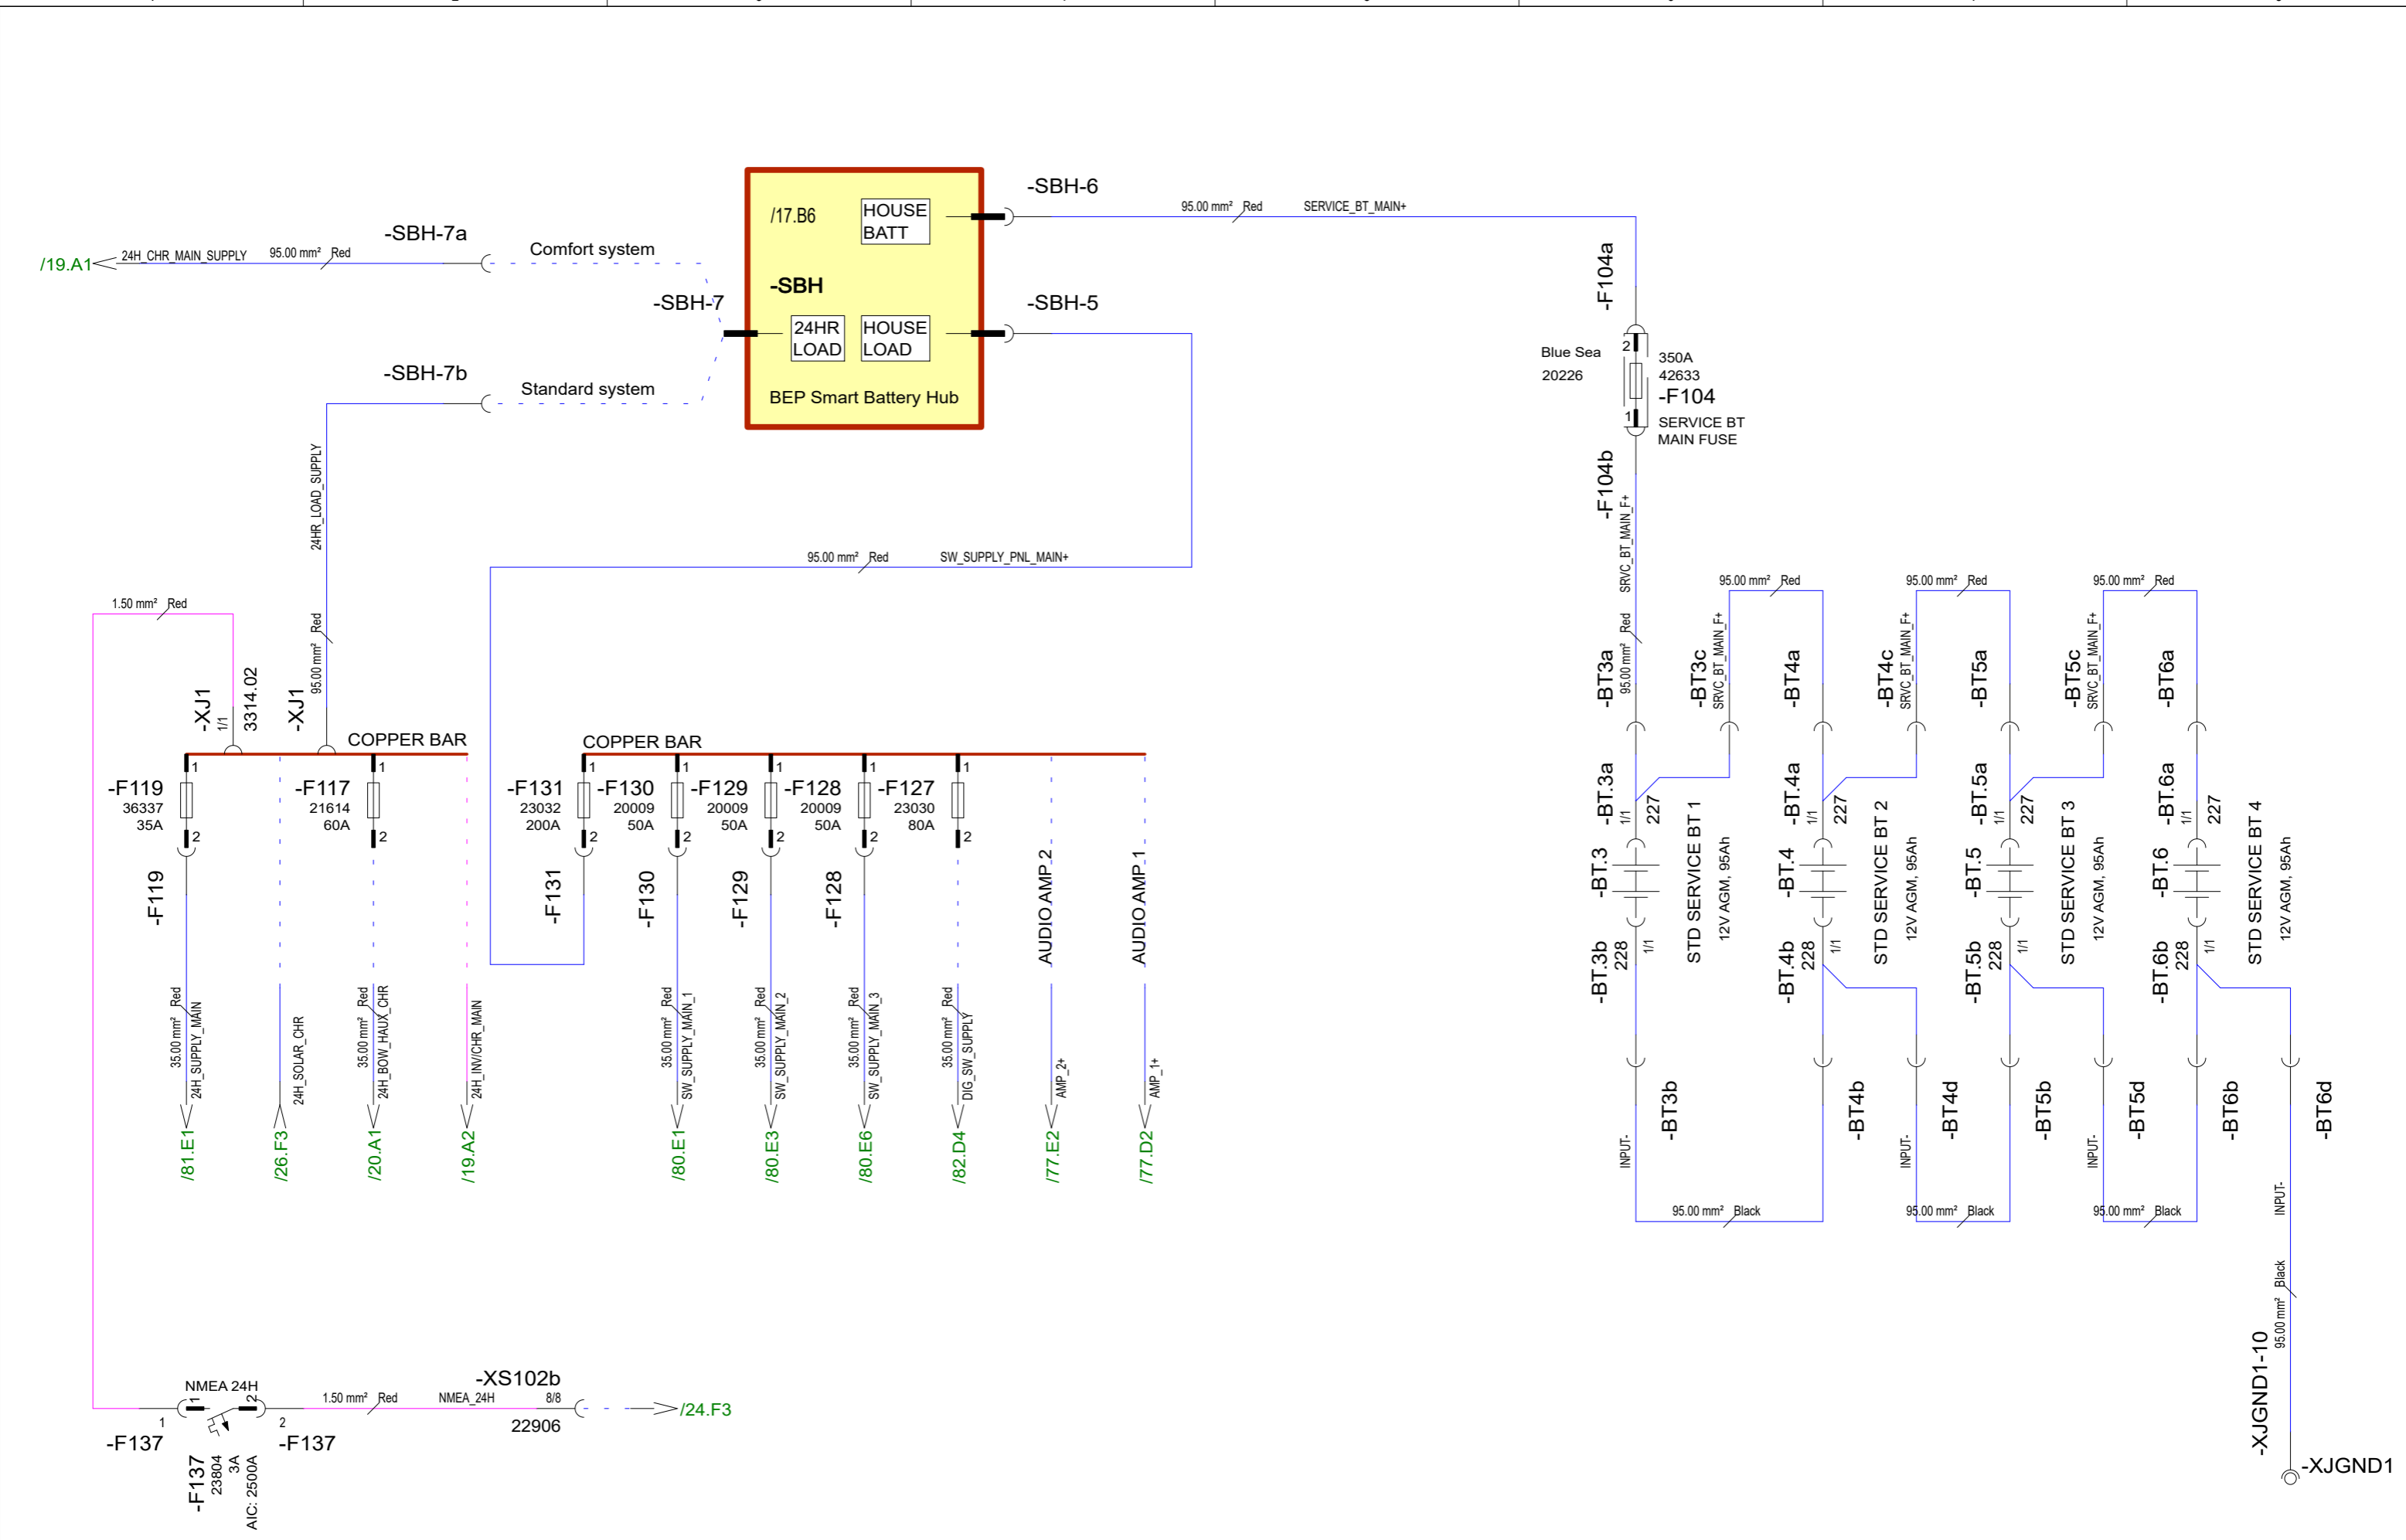 -SBH-6
/17.B6
HOUSE
BATT
95.00 mm² Red
SERVICE_BT_MAIN+
-SBH-7a
/19.A1
24H_CHR_MAIN_SUPPLY
95.00 mm² Red
Comfort system
-SBH
-SBH-7
-SBH-5
24HR
LOAD
HOUSE
LOAD
-SBH-7b
Standard system
BEP Smart Battery Hub
-F104a
Blue Sea
20226
2
350A
42633
-F104
1
SERVICE BT
MAIN FUSE
-F104b
24HR_LOAD_SUPPLY
95.00 mm² Red
SW_SUPPLY_PNL_MAIN+
SRVC_BT_MAIN_F+
95.00 mm² Red
1.50 mm² Red
95.00 mm² Red
95.00 mm² Red
95.00 mm² Red
95.00 mm² Red
-XJ1
1/1
3314.02
-XJ1
-BT3a
-BT3c
SRVC_BT_MAIN_F+
-BT4a
-BT4c
SRVC_BT_MAIN_F+
-BT5a
-BT5c
SRVC_BT_MAIN_F+
-BT6a
COPPER BAR
COPPER BAR
1
-F119
36337
35A
2
1
-F117
21614
60A
2
1
-F131
23032
200A
2
1
-F130
20009
50A
2
1
-F129
20009
50A
2
1
-F128
20009
50A
2
1
-F127
23030
80A
2
-F119
-F131
-F130
-F129
-F128
AUDIO AMP 2
AUDIO AMP 1
-BT.3a
1/1
227
-BT.3
STD SERVICE BT 1
12V AGM, 95Ah
-BT.3b
228
1/1
-BT.4a
1/1
227
-BT.4
STD SERVICE BT 2
12V AGM, 95Ah
-BT.4b
228
1/1
-BT.5a
1/1
227
-BT.5
STD SERVICE BT 3
12V AGM, 95Ah
-BT.5b
228
1/1
-BT.6a
1/1
227
-BT.6
STD SERVICE BT 4
12V AGM, 95Ah
-BT.6b
228
1/1
35.00 mm² Red
24H_SUPPLY_MAIN
24H_SOLAR_CHR
35.00 mm² Red
24H_BOW_HAUX_CHR
24H_INV/CHR_MAIN
35.00 mm² Red
SW_SUPPLY_MAIN_1
35.00 mm² Red
SW_SUPPLY_MAIN_2
35.00 mm² Red
SW_SUPPLY_MAIN_3
35.00 mm² Red
DIG_SW_SUPPLY
AMP_2+
AMP_1+
/81.E1
/26.F3
/20.A1
/19.A2
/80.E1
/80.E3
/80.E6
/82.D4
/77.E2
/77.D2
-BT3b
-BT4b
-BT4d
-BT5b
-BT5d
-BT6b
-BT6d
INPUT-
INPUT-
INPUT-
INPUT-
95.00 mm² Black
95.00 mm² Black
95.00 mm² Black
95.00 mm² Black
-XJGND1-10
-XJGND1
NMEA 24H
1
2
1
2
-F137
-F137
-F137
23804
3A
AIC: 2500A
1.50 mm² Red
NMEA_24H
-XS102b
8/8
22906
/24.F3